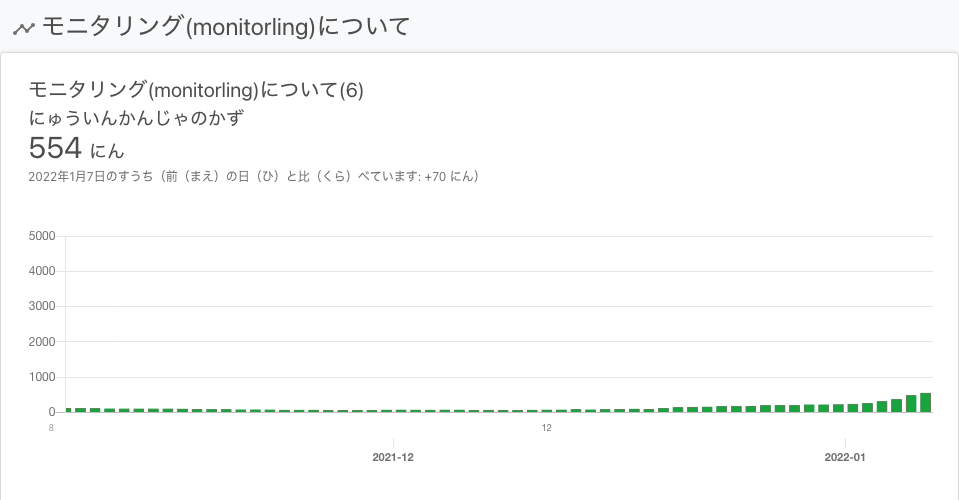 モニタリング(monitorling)について
モニタリング(monitorling)について(6)
にゅういんかんじゃのかず
554 にん
2022年1月7日のすうち（前（まえ）の日（ひ）と比（くら）べています: +70 にん）
5000
4000
3000
2000
1000
0
8 12
2021-12 2022-01